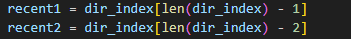 recent1 = dir_index[len(dir_index) - 1]
recent2 = dir_index[len(dir_index) - 2]